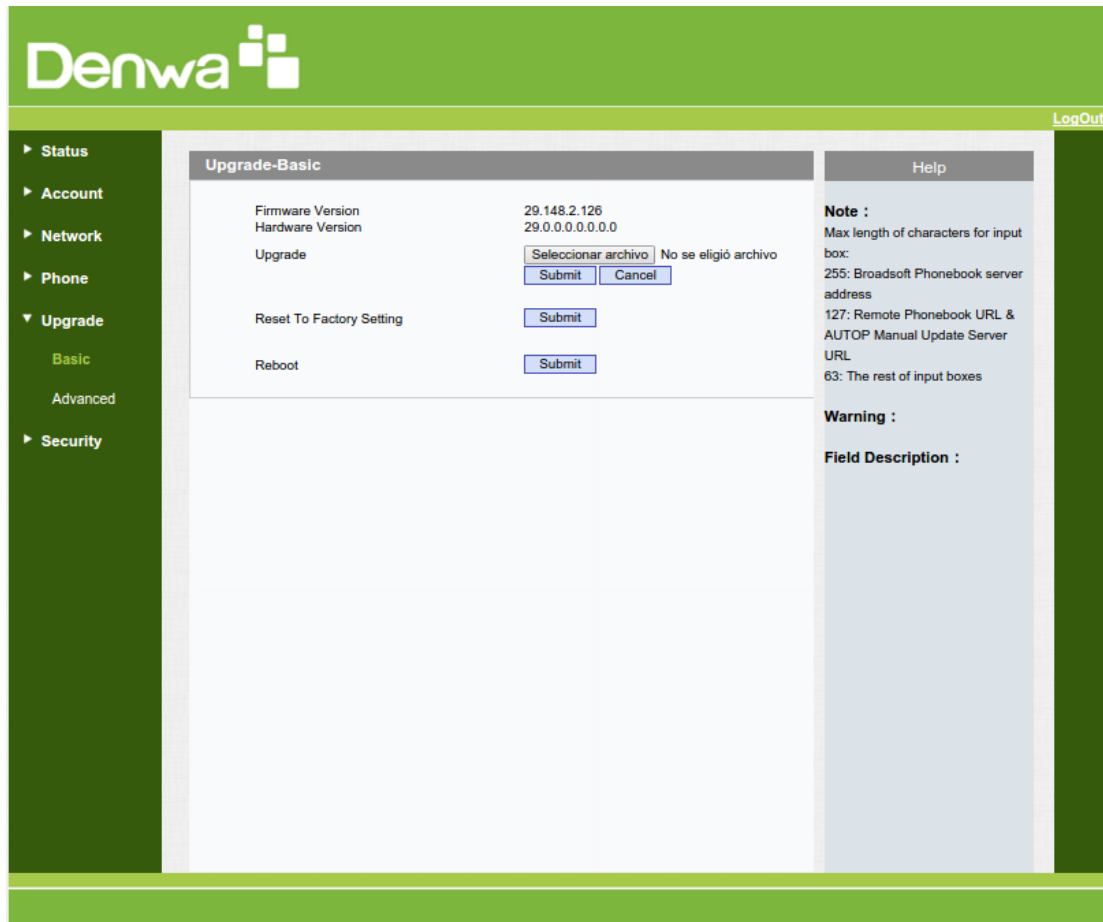 Denwa
LogOut
Status
Account
Network
Phone
Upgrade
Basic
Advanced
Security
Upgrade-Basic
Firmware Version 29.148.2.126
Hardware Version 29.0.0.0.0.0.0.0
Upgrade Seleccionar archivo No se eligió archivo
Submit Cancel
Reset To Factory Setting Submit
Reboot Submit
Help
Note :
Max length of characters for input
box:
255: Broadsoft Phonebook server
address
127: Remote Phonebook URL &
AUTOP Manual Update Server
URL
63: The rest of input boxes
Warning :
Field Description :